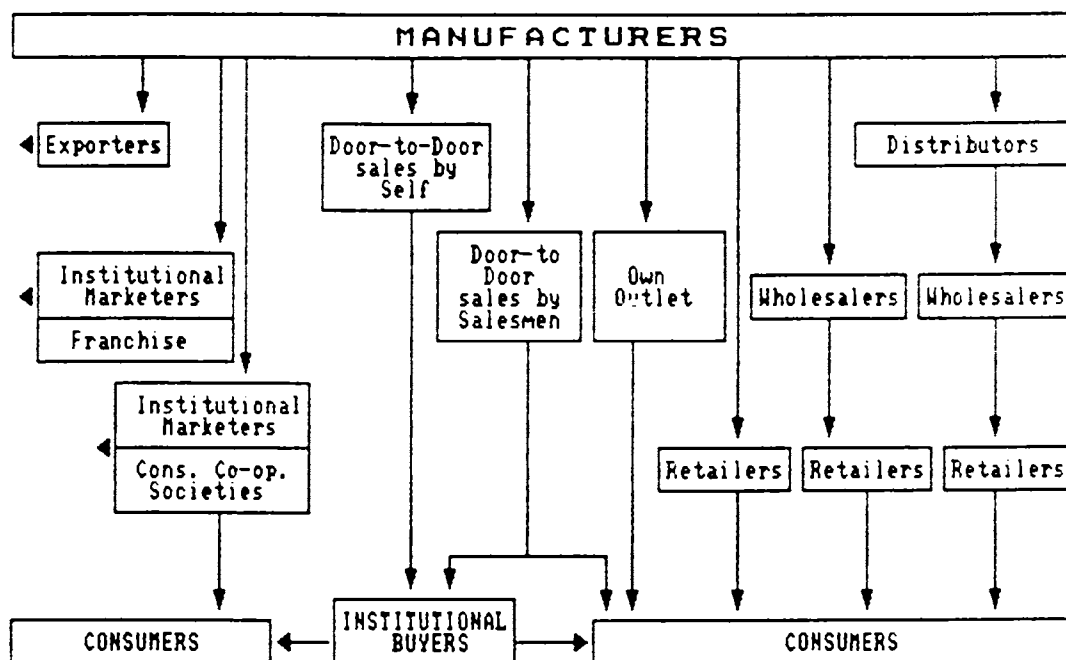 MANUFACTURERS
Exporters
Door-to-Door
sales by
Self
Distributors
Institutional
Marketers
Franchise
Door-to
Door
sales by
Salesmen
Own
Outlet
Wholesalers
Wholesalers
Institutional
Marketers
Cons. Co-op.
Societies
Retailers
Retailers
Retailers
CONSUMERS
INSTITUTIONAL
BUYERS
CONSUMERS